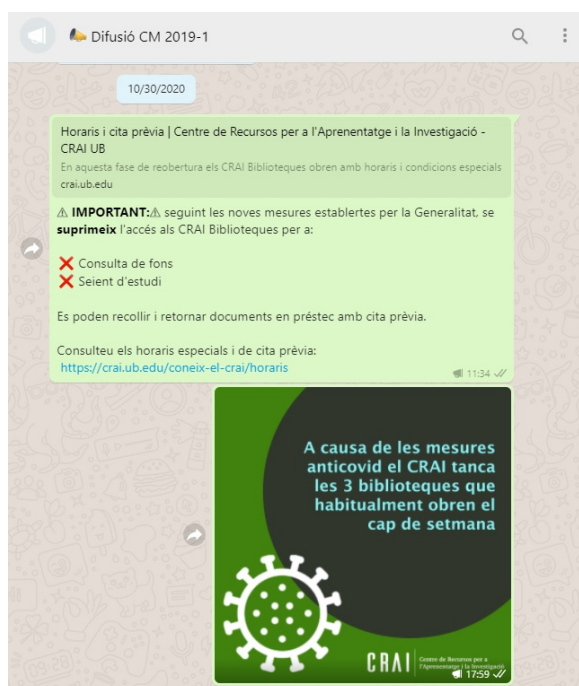 Difusió CM 2019-1
10/30/2020
Horaris i cita prèvia | Centre de Recursos per a l'Aprenentatge i la Investigació -
CRAI UB
En aquesta fase de reobertura els CRAI Biblioteques obren amb horaris i condicions especials
crai.ub.edu
⚠ IMPORTANT:⚠ seguint les noves mesures establertes per la Generalitat, se
suprimeix l'accés als CRAI Biblioteques per a:
❌ Consulta de fons
❌ Seient d'estudi
Es poden recollir i retornar documents en préstec amb cita prèvia.
Consulteu els horaris especials i de cita prèvia:
https://crai.ub.edu/coneix-el-crai/horaris
11:34
A causa de les mesures
anticovid el CRAI tanca
les 3 biblioteques que
habitualment obren el
cap de setmana
CRAI
Centre de Recursos per a
l'Aprenentatge i la Investigació
17:59